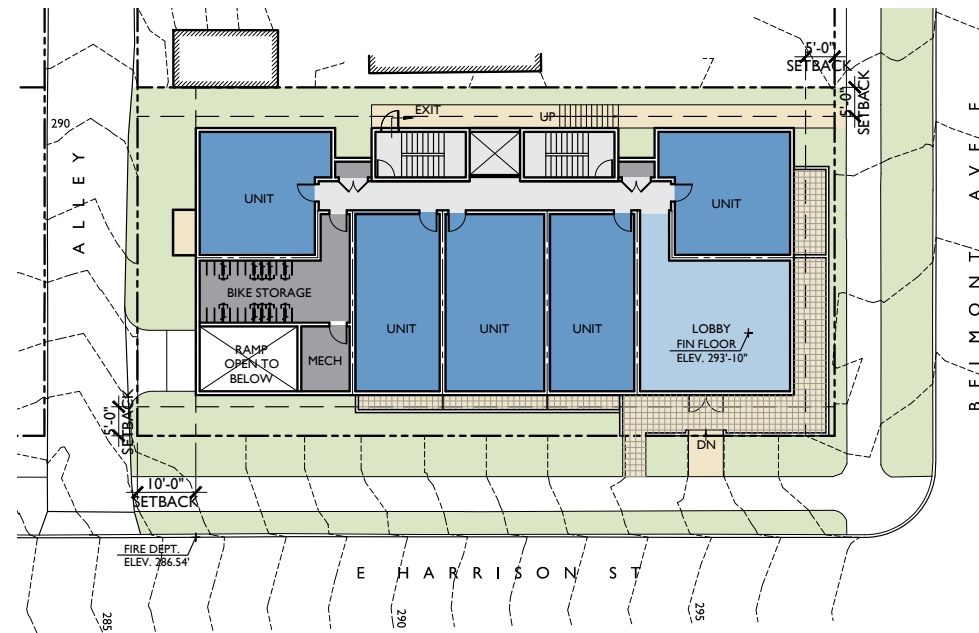 5'-0"
SETBACK
5'-0"
SETBACK
290
EXIT
UP
ALLEY
UNIT
UNIT
BELMONT AVE E
BIKE STORAGE
UNIT
UNIT
UNIT
LOBBY
FIN FLOOR
ELEV. 293'-10"
RAMP
OPEN TO
BELOW
MECH
5'-0"
SETBACK
DN
10'-0"
SETBACK
FIRE DEPT.
ELEV. 286.54'
E HARRISON ST
285
290
295